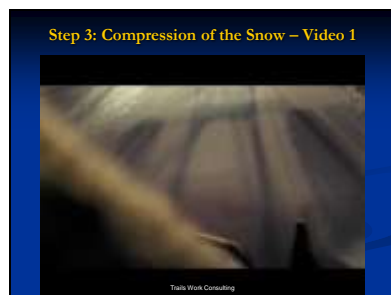 Step 3: Compression of the Snow – Video 1
Trails Work Consulting